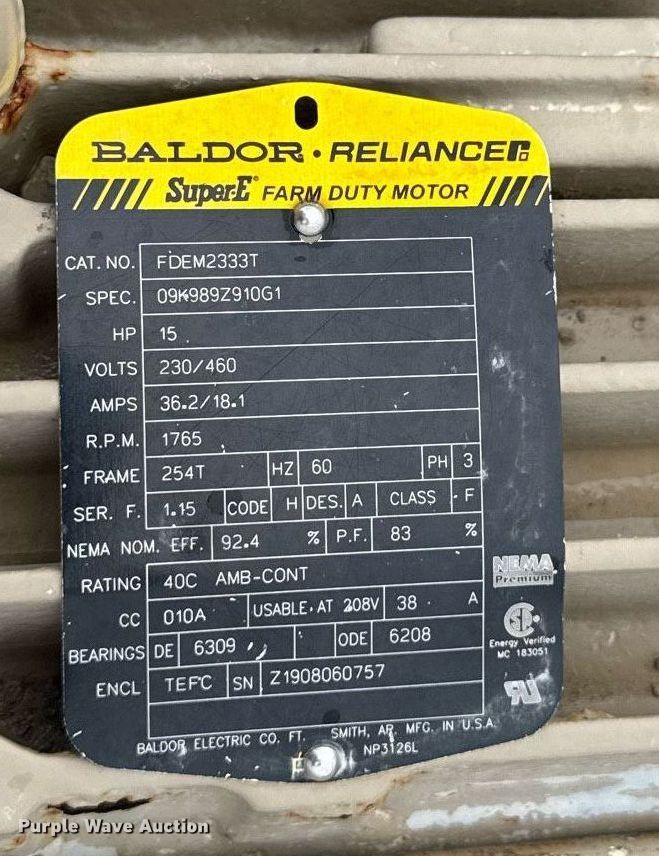 BALDOR · RELIANCER
Super-E® FARM DUTY MOTOR
CAT. NO. FDEM2333T
SPEC. 09K989Z910G1
HP 15
VOLTS 230/460
AMPS 36.2/18.1
R.P.M. 1765
FRAME 254T HZ 60 PH 3
SER. F. 1.15 CODE H DES. A CLASS F
NEMA NOM. EFF. 92.4 % P.F. 83 %
RATING 40C AMB-CONT
NEMA
Premium
CC 010A USABLE AT 208V 38 A
BEARINGS DE 6309 ODE 6208
Energy Verified
MC 183051
ENCL TEFC SN Z1908060757
BALDOR ELECTRIC CO. FT. SMITH, AR. MFG. IN U.S.A.
NP3126L
Purple Wave Auction